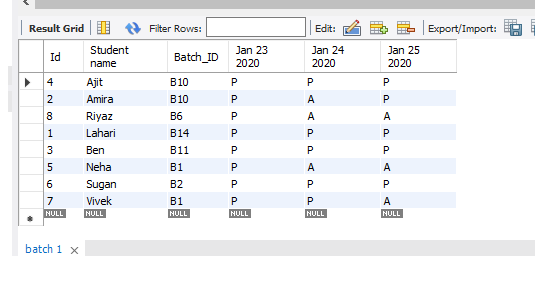 Result Grid Filter Rows: Edit: Export/Import:
Id Student name Batch_ID Jan 23 2020 Jan 24 2020 Jan 25 2020
4 Ajit B10 P P P
2 Amira B10 P A P
8 Riyaz B6 P A A
1 Lahari B14 P P P
3 Ben B11 P P P
5 Neha B1 P A A
6 Sugan B2 P P P
7 Vivek B1 P P A
NULL NULL NULL NULL NULL NULL
batch 1